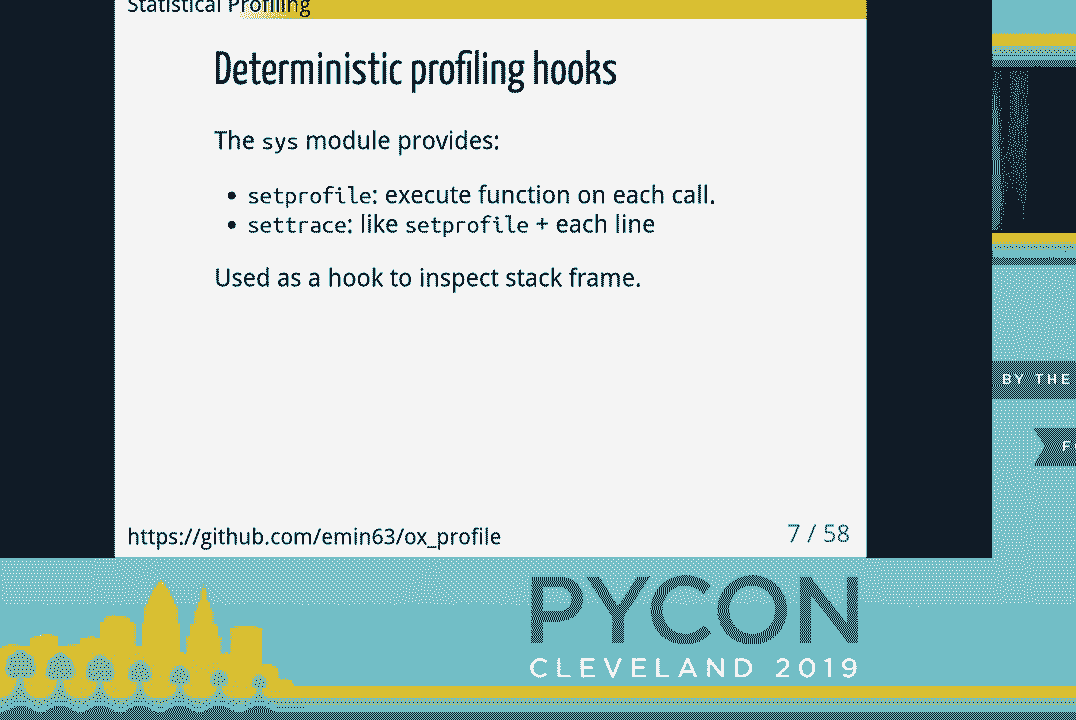 Statistical Profiling
Deterministic profiling hooks
The sys module provides:
• setprofile: execute function on each call.
• settrace: like setprofile + each line
Used as a hook to inspect stack frame.
https://github.com/emin63/ox_profile
7 / 58
BY THE
PYCON
CLEVELAND 2019